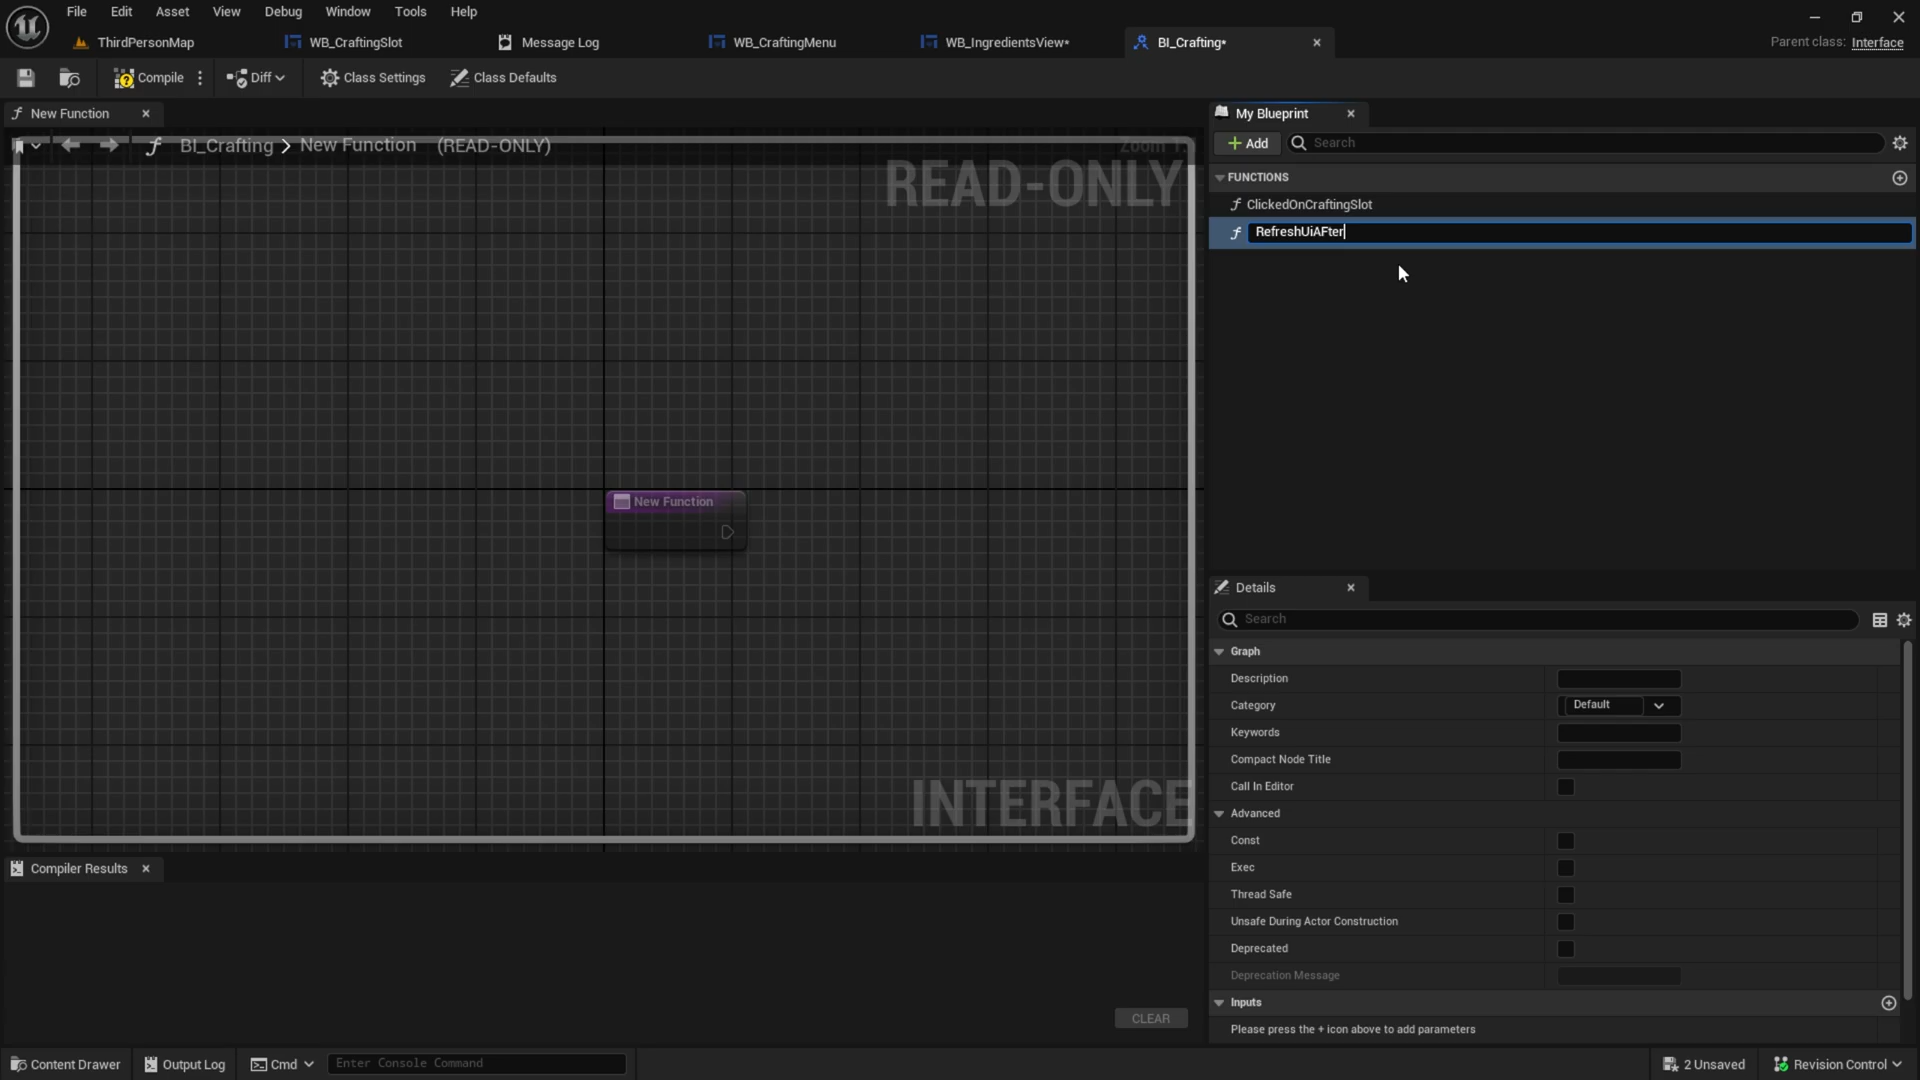 File Edit Asset View Debug Window Tools Help
ThirdPersonMap WB_CraftingSlot Message Log WB_CraftingMenu WB_IngredientsView* BI_Crafting* Parent class: Interface
Compile Diff Class Settings Class Defaults
New Function
BI_Crafting > New Function (READ-ONLY)
READ-ONLY
New Function
INTERFACE
Compiler Results
CLEAR
My Blueprint
Add Search
FUNCTIONS
ClickedOnCraftingSlot
RefreshUiAFter
Details
Search
Graph
Description
Category Default
Keywords
Compact Node Title
Call In Editor
Advanced
Const
Exec
Thread Safe
Unsafe During Actor Construction
Deprecated
Deprecation Message
Inputs
Please press the + icon above to add parameters
Content Drawer Output Log Cmd Enter Console Command 2 Unsaved Revision Control